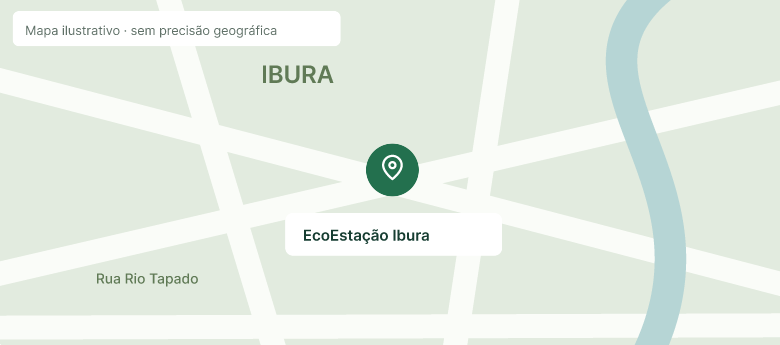 Mapa ilustrativo · sem precisão geográfica
IBURA
EcoEstação Ibura
Rua Rio Tapado